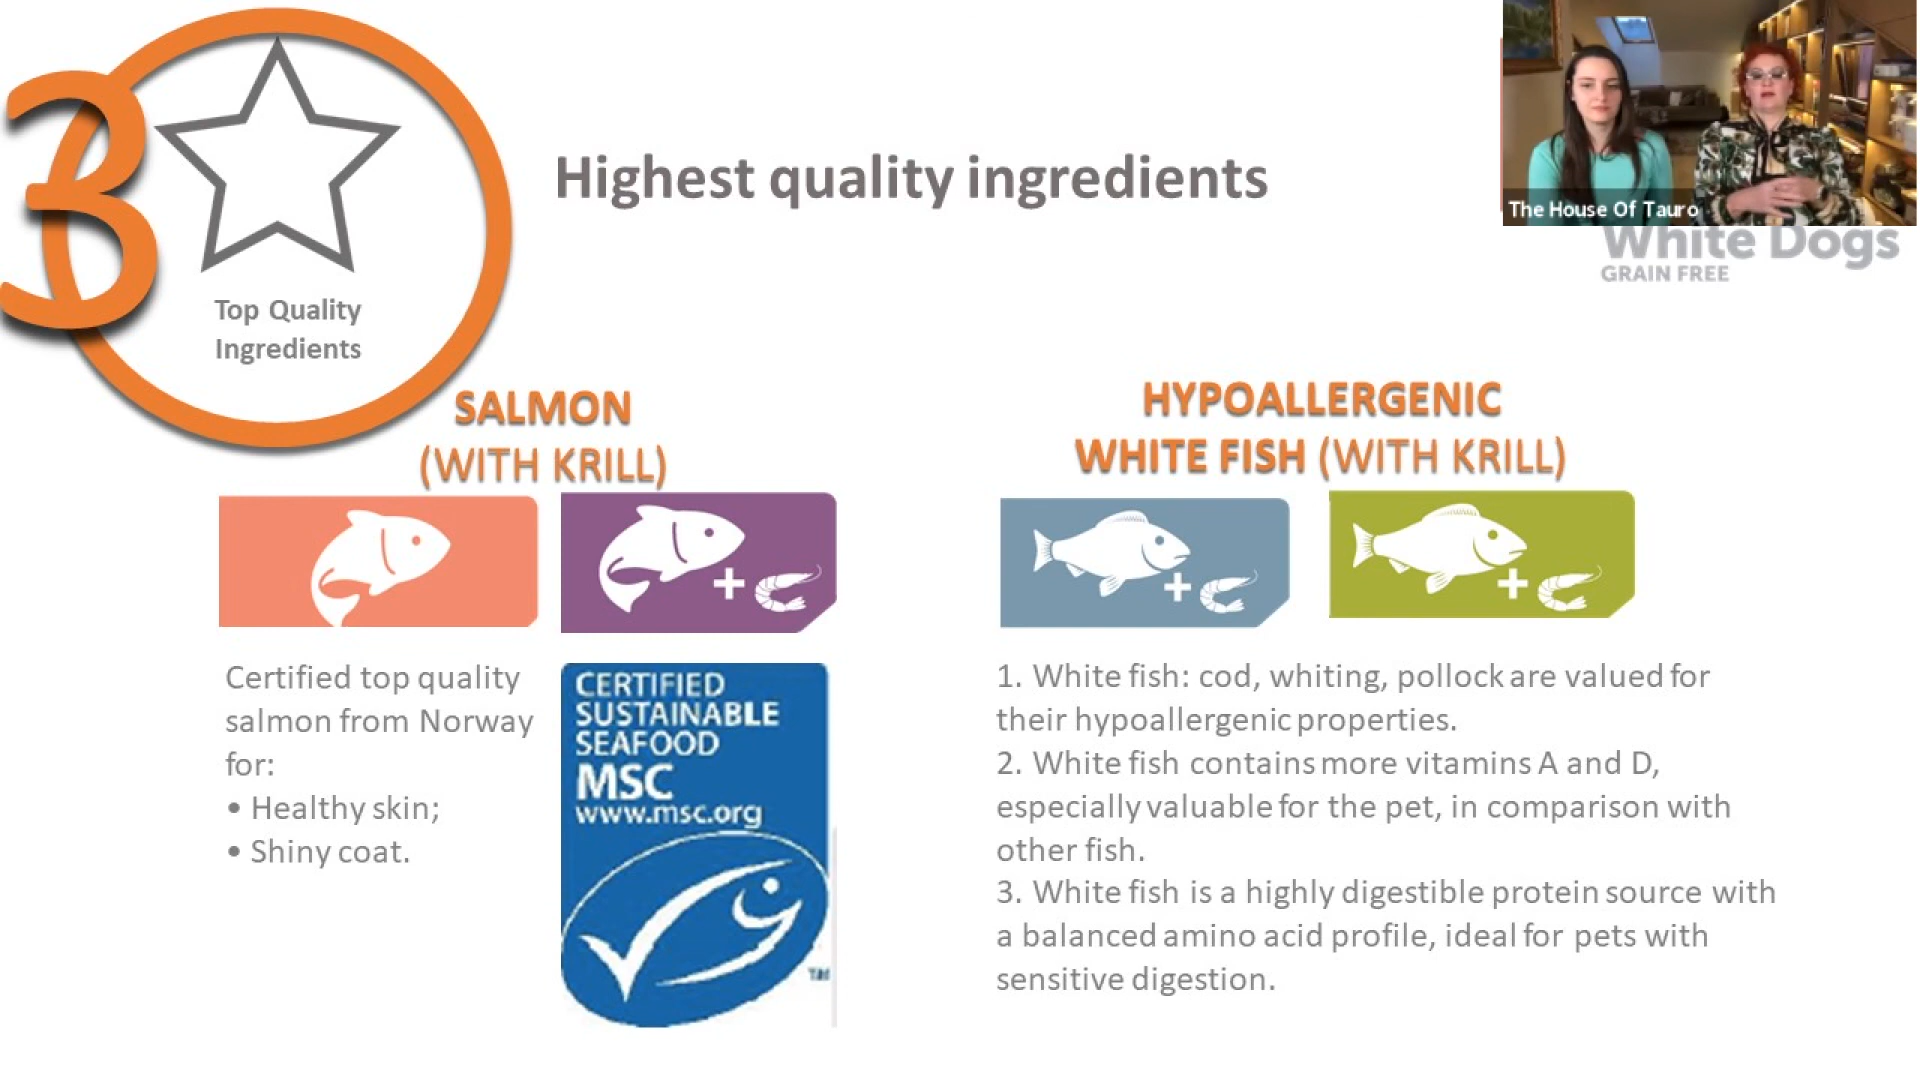 3
Top Quality
Ingredients
Highest quality ingredients
The House Of Tauro
White Dogs
GRAIN FREE
SALMON
(WITH KRILL)
Certified top quality
salmon from Norway
for:
• Healthy skin;
• Shiny coat.
CERTIFIED
SUSTAINABLE
SEAFOOD
MSC
www.msc.org
TM
HYPOALLERGENIC
WHITE FISH (WITH KRILL)
1. White fish: cod, whiting, pollock are valued for
their hypoallergenic properties.
2. White fish contains more vitamins A and D,
especially valuable for the pet, in comparison with
other fish.
3. White fish is a highly digestible protein source with
a balanced amino acid profile, ideal for pets with
sensitive digestion.